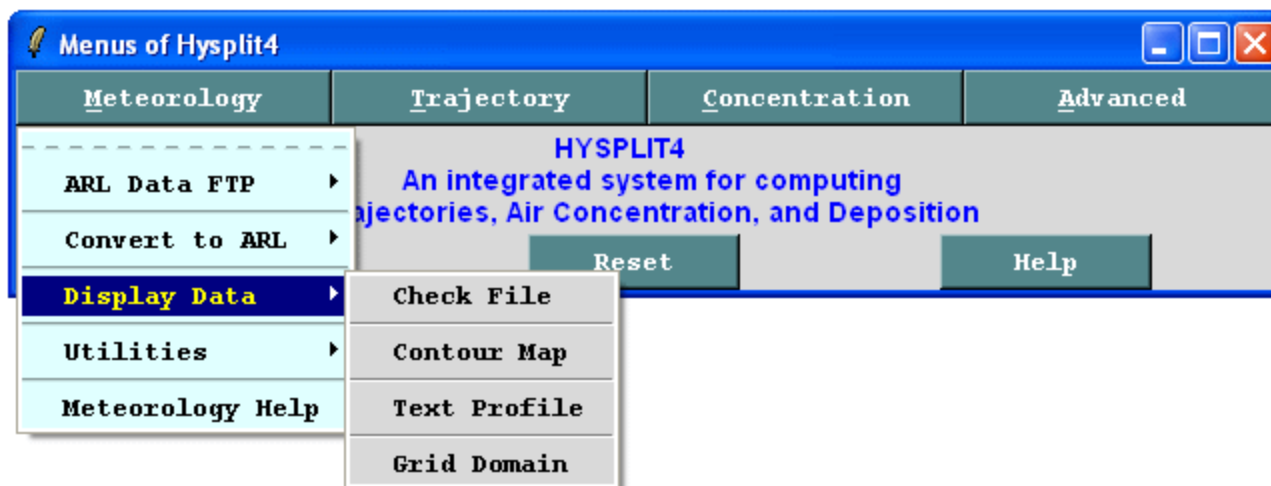 Menus of Hysplit4
Meteorology Trajectory Concentration Advanced
HYSPLIT4
An integrated system for computing
ajectories, Air Concentration, and Deposition
Reset Help
ARL Data FTP
Convert to ARL
Display Data
Utilities
Meteorology Help
Check File
Contour Map
Text Profile
Grid Domain